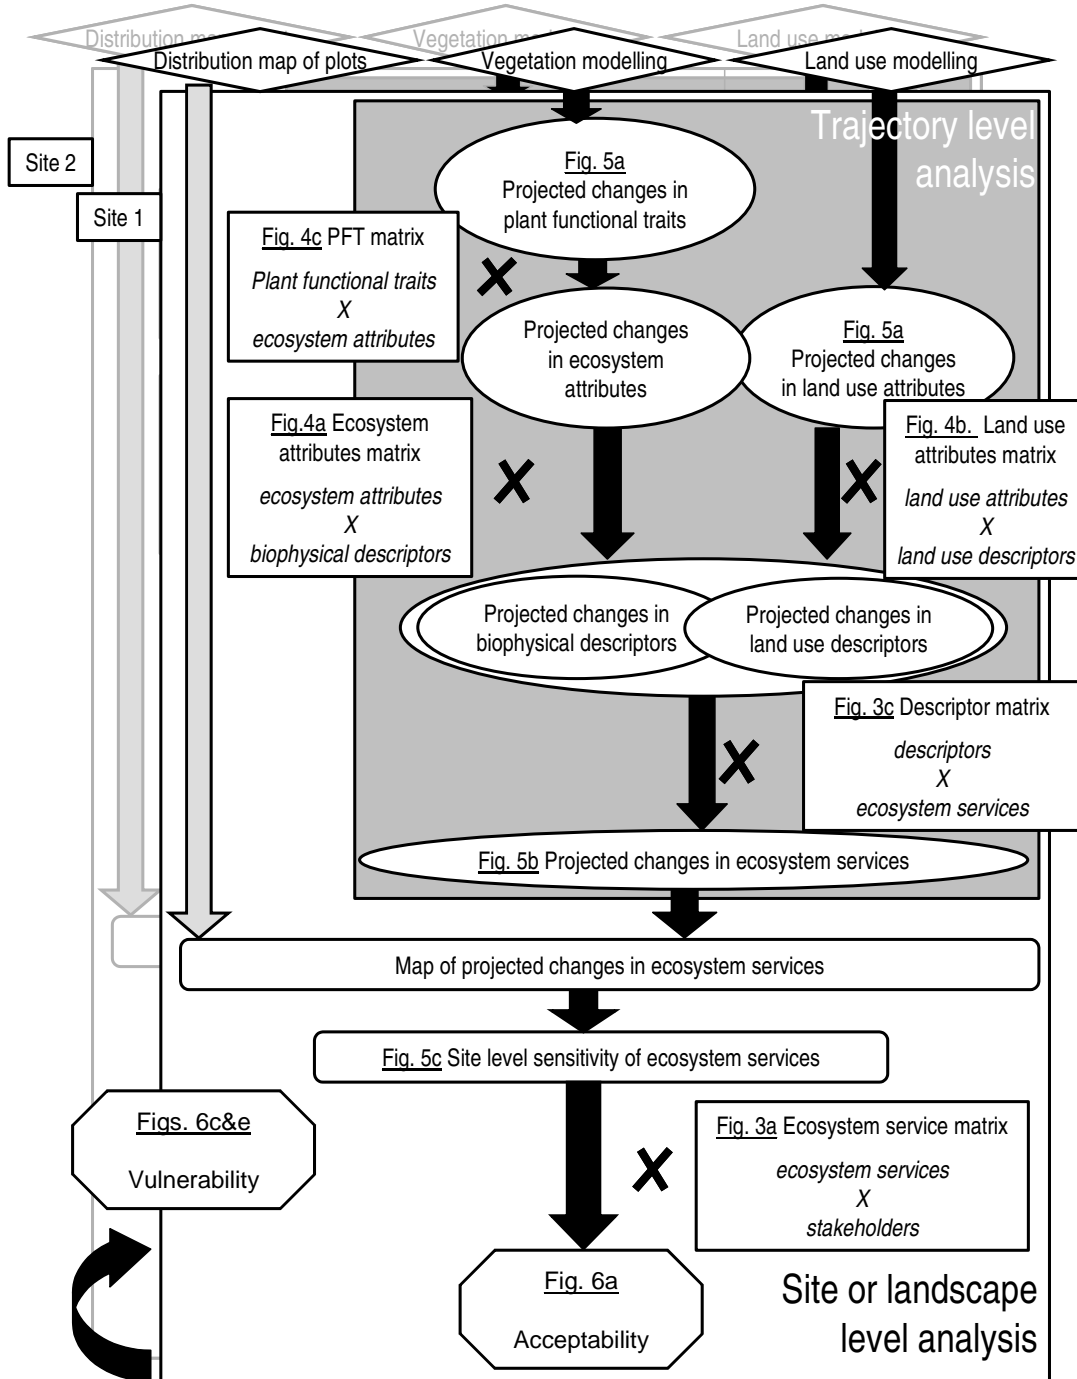 Distribution ma
Vegetation m
Land use m
Distribution map of plots
Vegetation modelling
Land use modelling
Trajectory level
analysis
Site 2
Site 1
Fig. 5a
Projected changes in
plant functional traits
Fig. 4c PFT matrix
Plant functional traits
X
ecosystem attributes
Projected changes
in ecosystem
attributes
Fig. 5a
Projected changes
in land use attributes
Fig.4a Ecosystem
attributes matrix
ecosystem attributes
X
biophysical descriptors
Fig. 4b. Land use
attributes matrix
land use attributes
X
land use descriptors
Projected changes in
biophysical descriptors
Projected changes in
land use descriptors
Fig. 3c Descriptor matrix
descriptors
X
ecosystem services
Fig. 5b Projected changes in ecosystem services
Map of projected changes in ecosystem services
Fig. 5c Site level sensitivity of ecosystem services
Figs. 6c&e
Vulnerability
Fig. 3a Ecosystem service matrix
ecosystem services
X
stakeholders
Fig. 6a
Acceptability
Site or landscape
level analysis